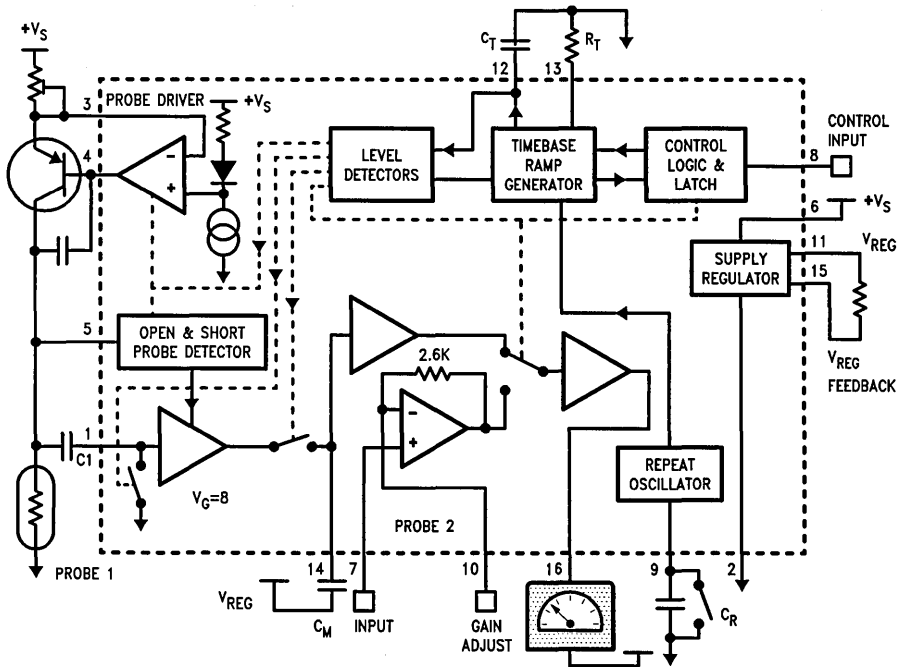 +VS
CT
RT
12
13
3
PROBE DRIVER
+VS
4
LEVEL
DETECTORS
TIMEBASE
RAMP
GENERATOR
CONTROL
LOGIC &
LATCH
CONTROL
INPUT
8
6
+VS
11
VREG
15
SUPPLY
REGULATOR
VREG
FEEDBACK
5
OPEN & SHORT
PROBE DETECTOR
2.6K
1
C1
VG=8
REPEAT
OSCILLATOR
PROBE 2
PROBE 1
14
7
10
16
9
2
VREG
CM
INPUT
GAIN
ADJUST
CR
-
+
-
+